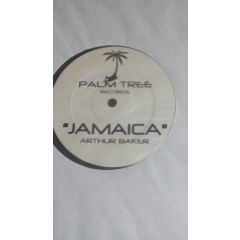 PALM TREE
RECORDS
"JAMAICA"
ARTHUR BAKER